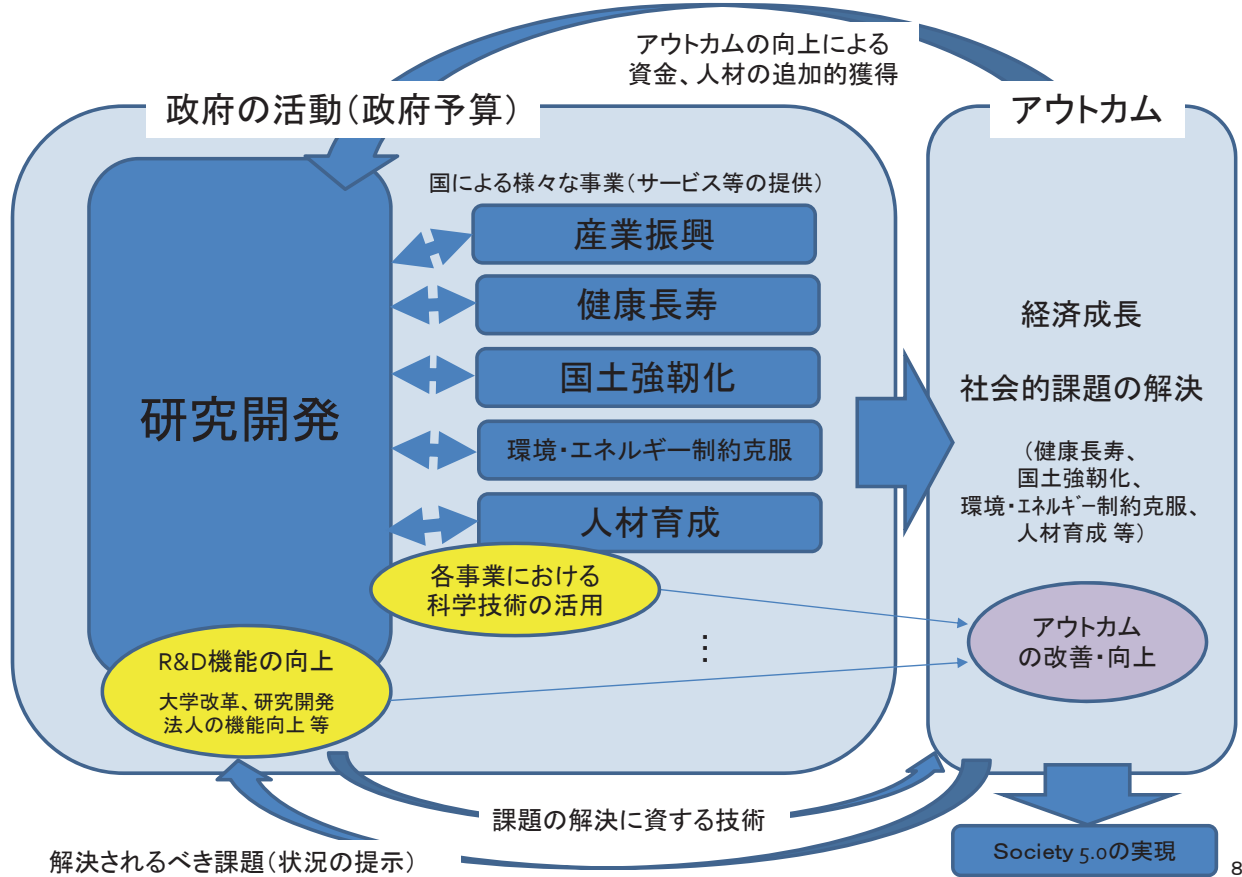 アウトカムの向上による
資金、人材の追加的獲得
政府の活動(政府予算)
アウトカム
国による様々な事業(サービス等の提供)
研究開発
産業振興
健康長寿
国土強靭化
環境・エネルギー制約克服
人材育成
各事業における
科学技術の活用
⋮
R&D機能の向上
大学改革、研究開発
法人の機能向上 等
経済成長
社会的課題の解決
(健康長寿、
国土強靭化、
環境・エネルギー制約克服、
人材育成 等)
アウトカム
の改善・向上
課題の解決に資する技術
解決されるべき課題(状況の提示)
Society 5.0の実現
8